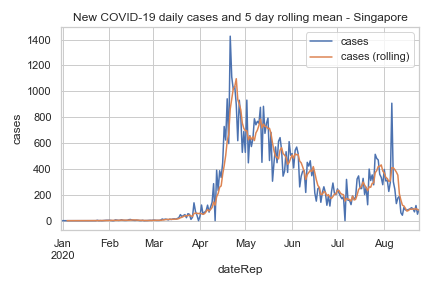 New COVID-19 daily cases and 5 day rolling mean - Singapore
cases
cases (rolling)
1400
1200
1000
800
600
400
200
0
cases
Jan Feb Mar Apr May Jun Jul Aug
2020
dateRep